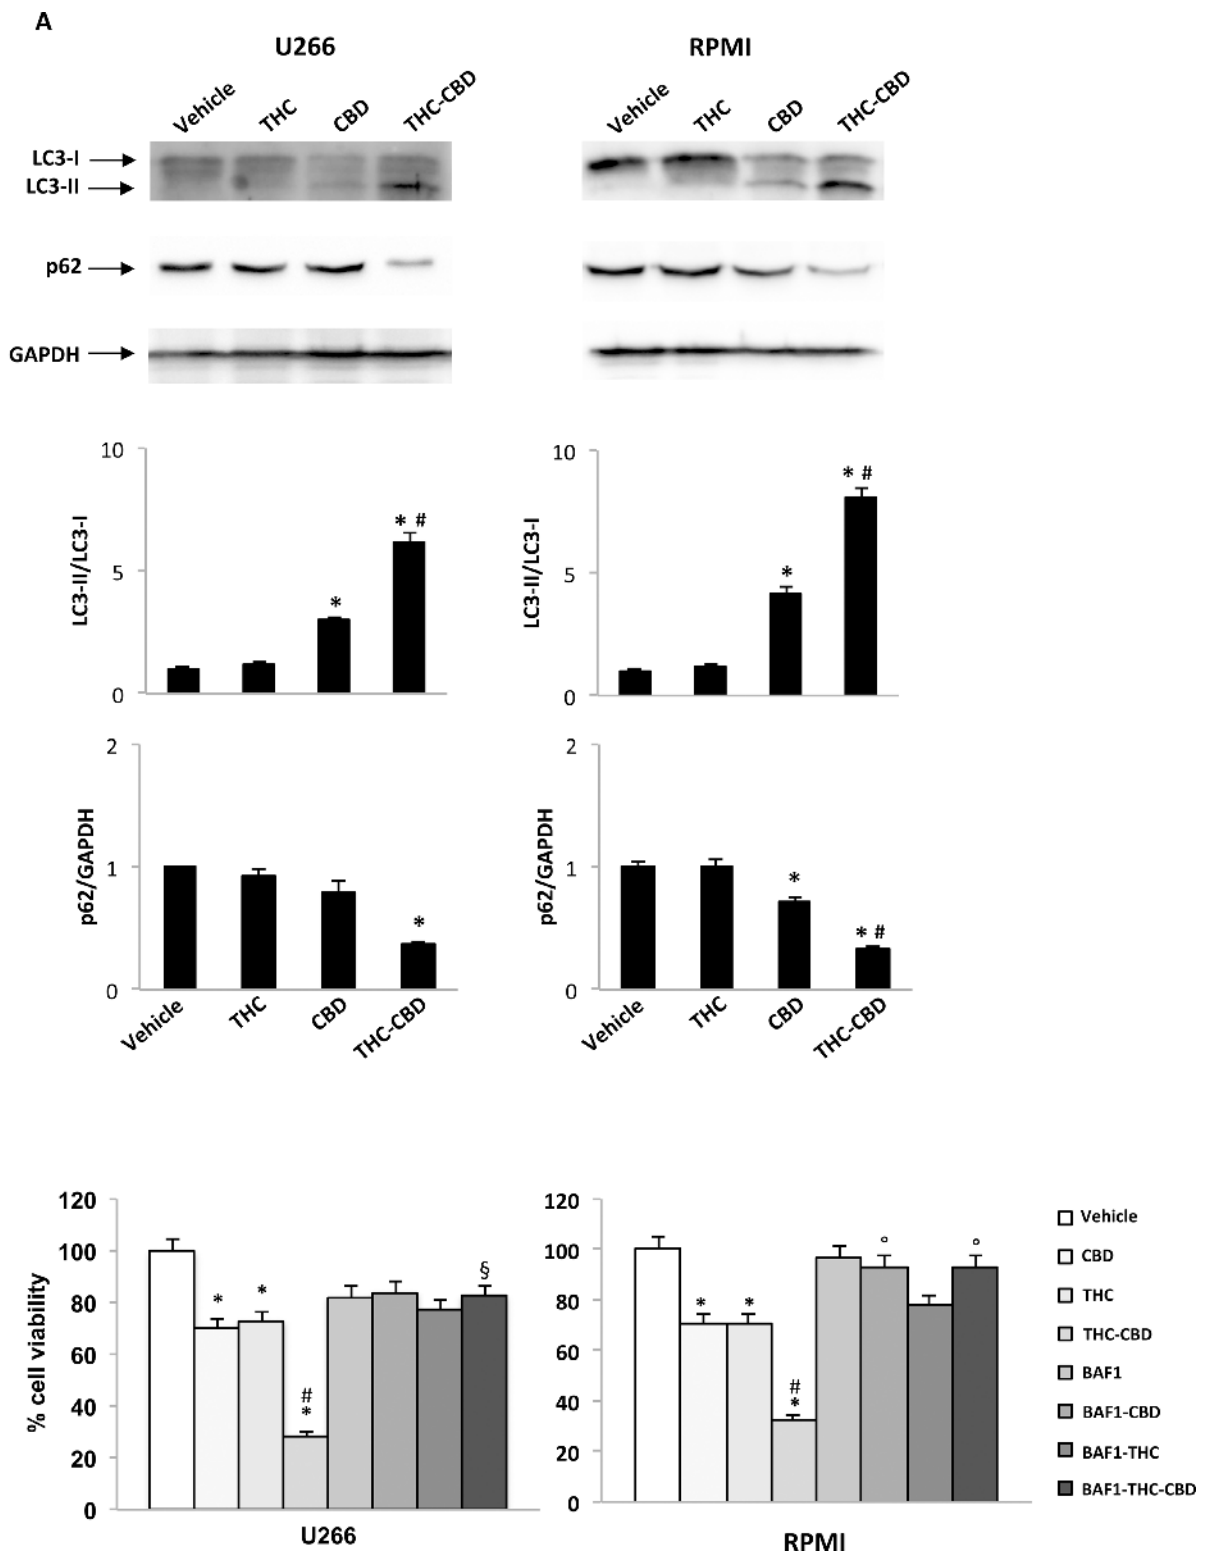 A
U266
RPMI
Vehicle THC CBD THC-CBD
Vehicle THC CBD THC-CBD
LC3-I
LC3-II
p62
GAPDH
10
5
0
LC3-II/LC3-I
*
* #
10
5
0
LC3-II/LC3-I
*
* #
2
1
0
p62/GAPDH
*
Vehicle THC CBD THC-CBD
2
1
0
p62/GAPDH
*
* #
Vehicle THC CBD THC-CBD
120
100
80
60
40
20
0
% cell viability
* *
#
*
§
U266
120
100
80
60
40
20
0
* *
#
*
° °
RPMI
Vehicle
CBD
THC
THC-CBD
BAF1
BAF1-CBD
BAF1-THC
BAF1-THC-CBD